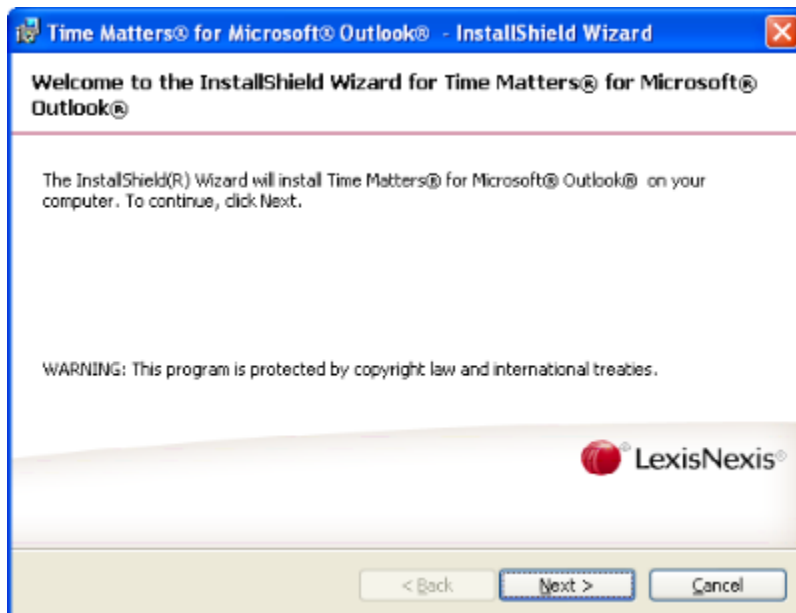 Time Matters® for Microsoft® Outlook® - InstallShield Wizard
Welcome to the InstallShield Wizard for Time Matters® for Microsoft®
Outlook®
The InstallShield(R) Wizard will install Time Matters® for Microsoft® Outlook® on your
computer. To continue, click Next.
WARNING: This program is protected by copyright law and international treaties.
LexisNexis®
< Back Next > Cancel